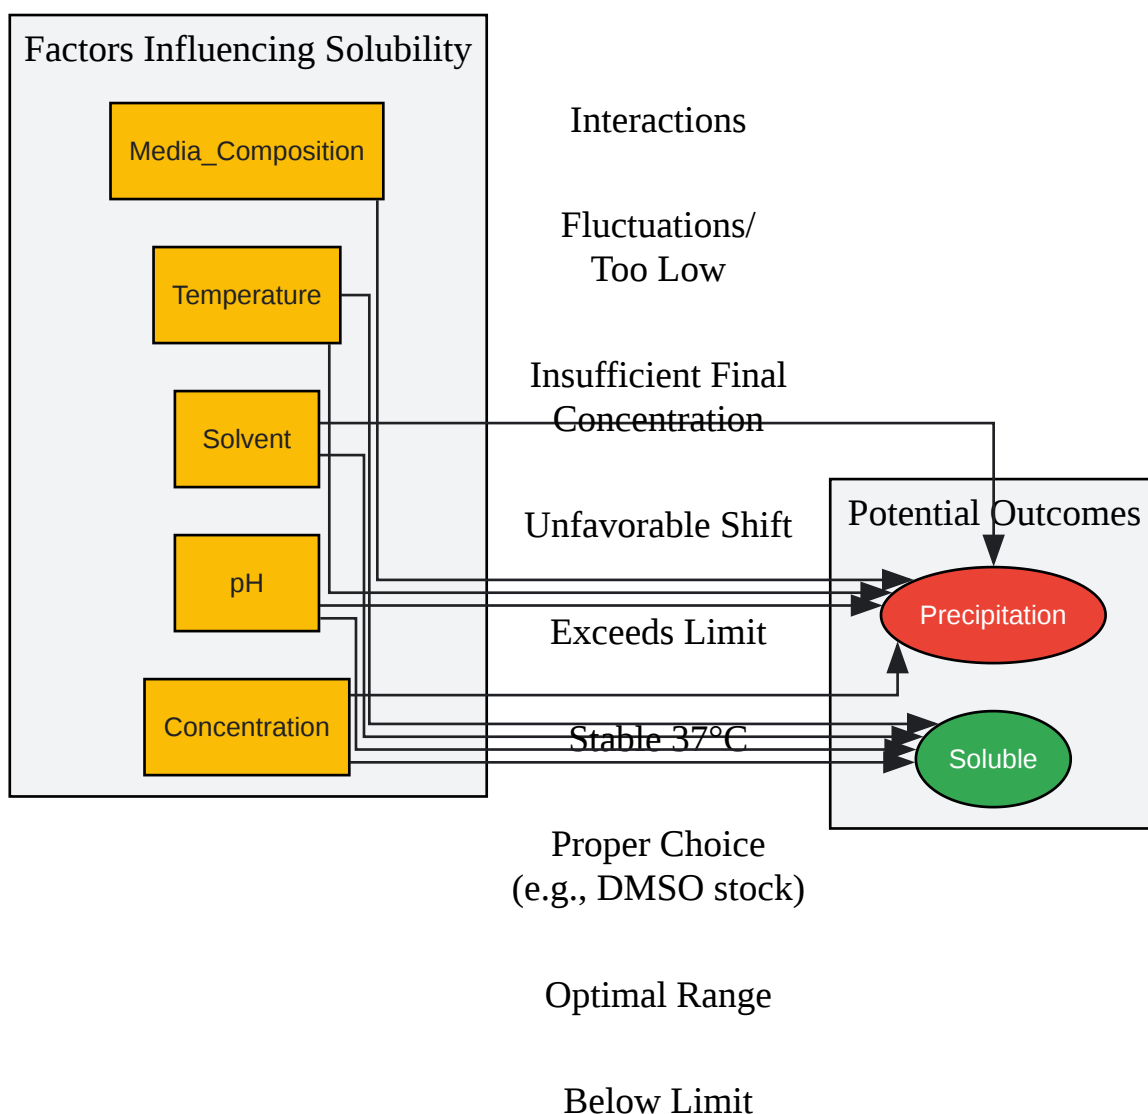 Factors Influencing Solubility
Media_Composition
Temperature
Solvent
pH
Concentration
Interactions
Fluctuations/
Too Low
Insufficient Final
Concentration
Unfavorable Shift
Exceeds Limit
Stable 37°C
Proper Choice
(e.g., DMSO stock)
Optimal Range
Below Limit
Potential Outcomes
Precipitation
Soluble